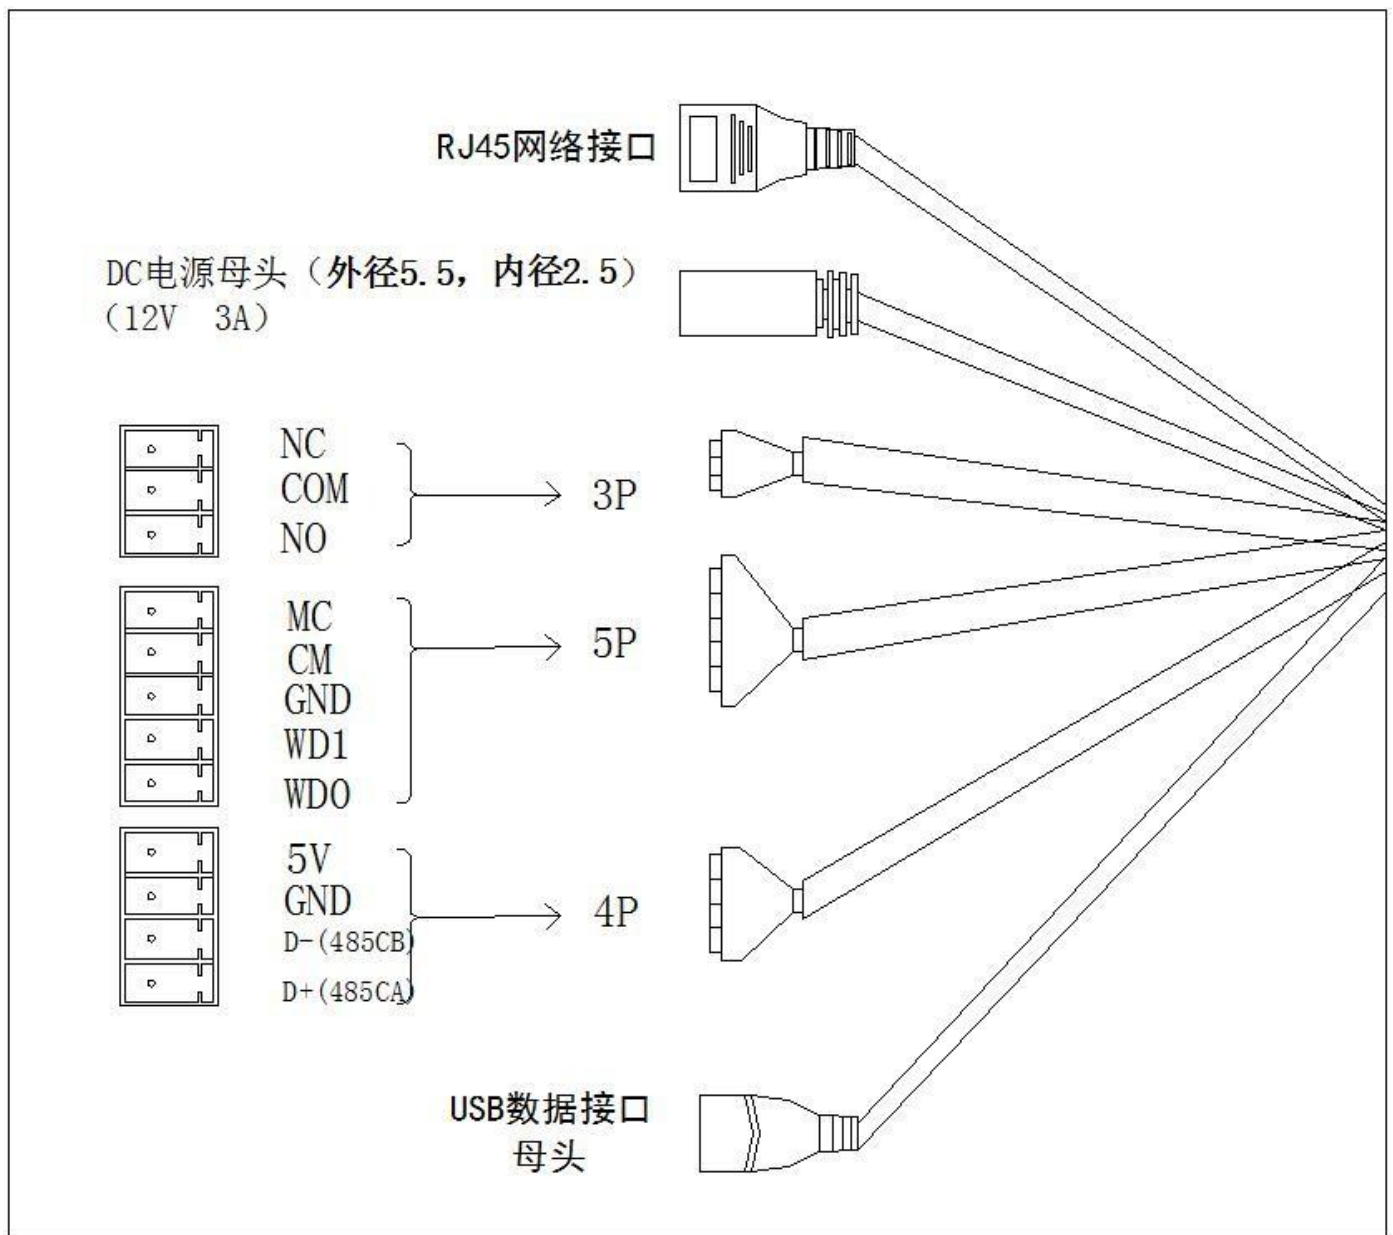 RJ45网络接口
DC电源母头（外径5.5，内径2.5）
（12V 3A）
NC
COM
NO
3P
MC
CM
GND
WD1
WD0
5P
5V
GND
D-(485CB)
D+(485CA)
4P
USB数据接口
母头